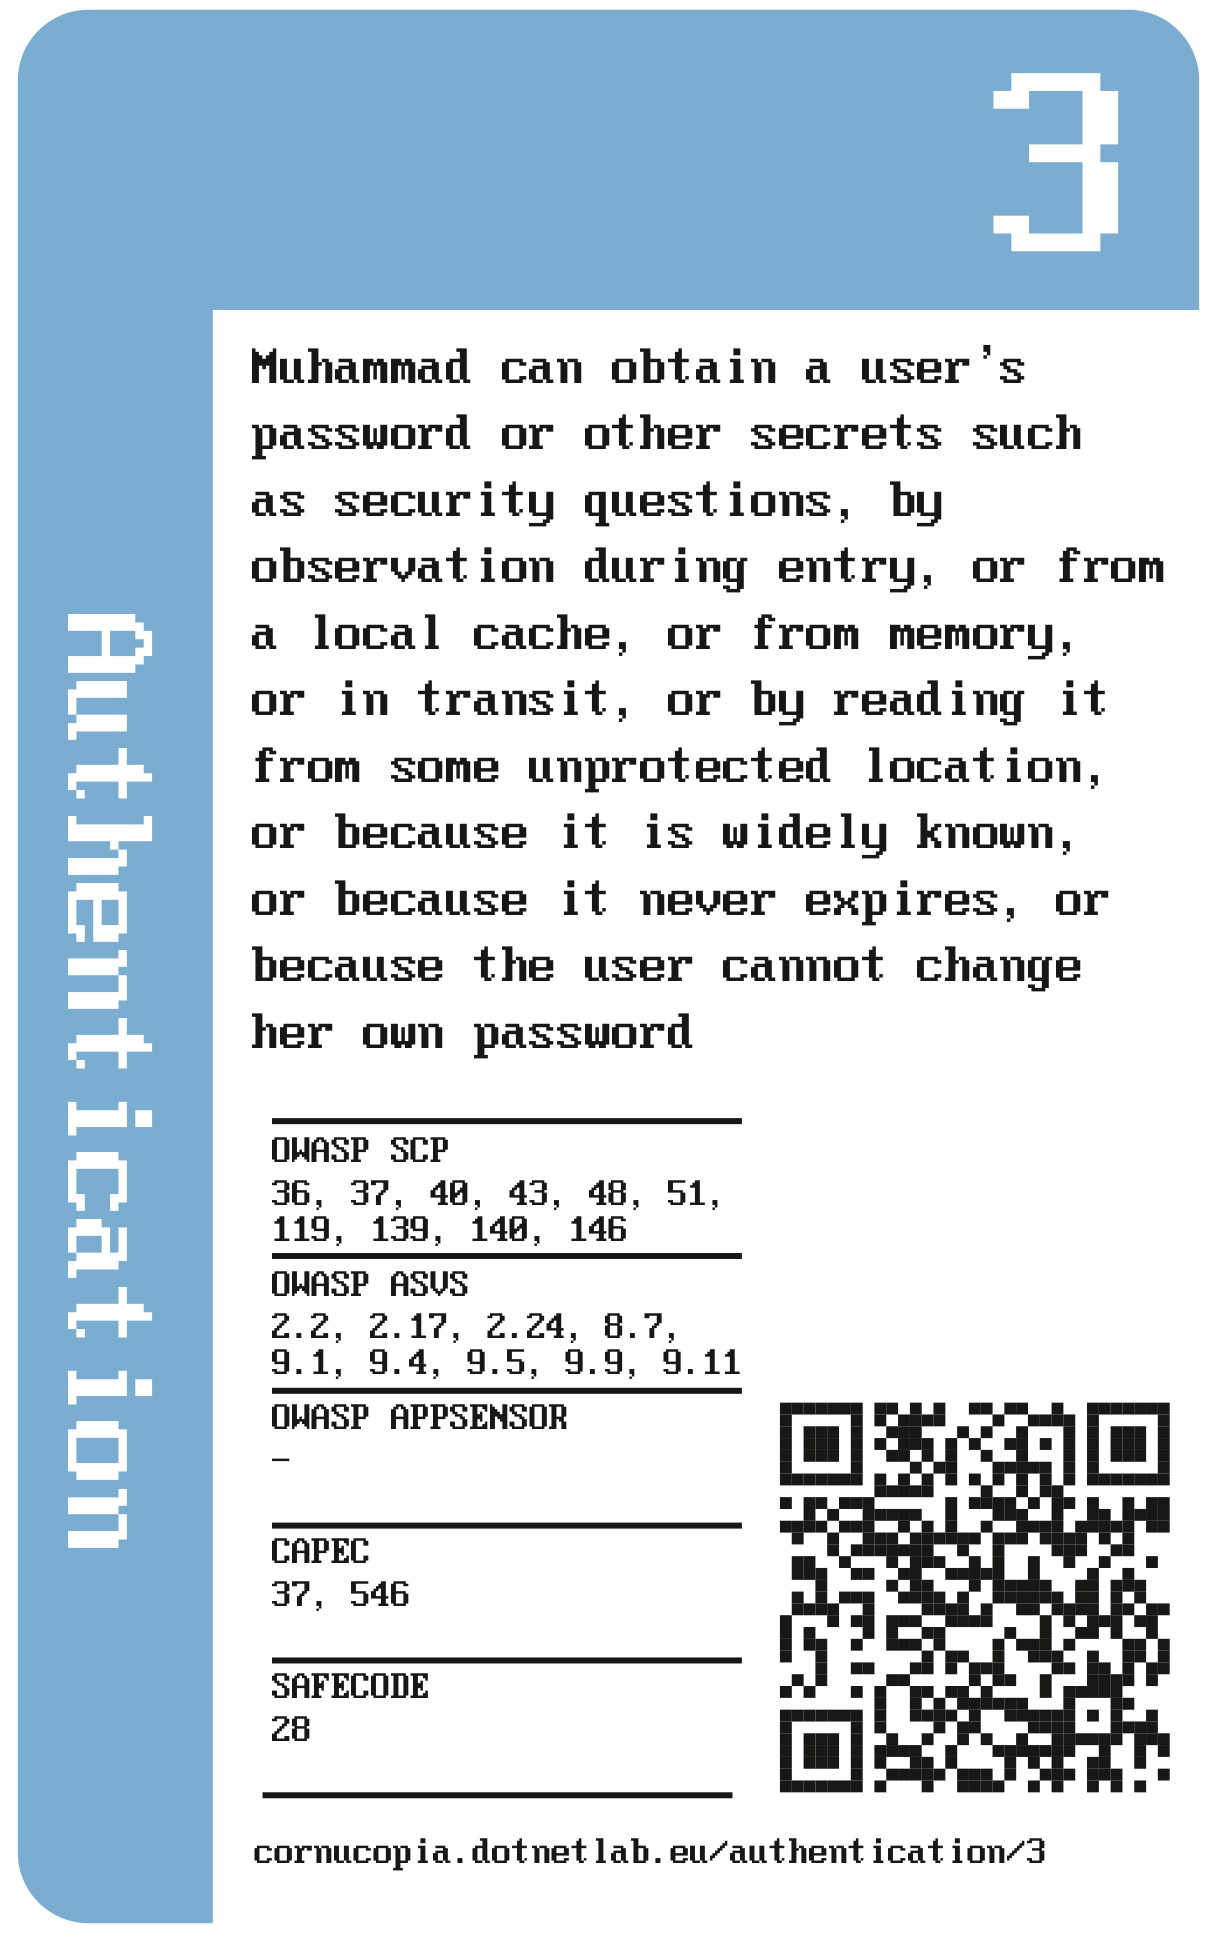 3
Authentication
Muhammad can obtain a user's
password or other secrets such
as security questions, by
observation during entry, or from
a local cache, or from memory,
or in transit, or by reading it
from some unprotected location,
or because it is widely known,
or because it never expires, or
because the user cannot change
her own password
OWASP SCP
36, 37, 40, 43, 48, 51,
119, 139, 140, 146
OWASP ASVS
2.2, 2.17, 2.24, 8.7,
9.1, 9.4, 9.5, 9.9, 9.11
OWASP APPSENSOR
–
CAPEC
37, 546
SAFECODE
28
cornucopia.dotnetlab.eu/authentication/3